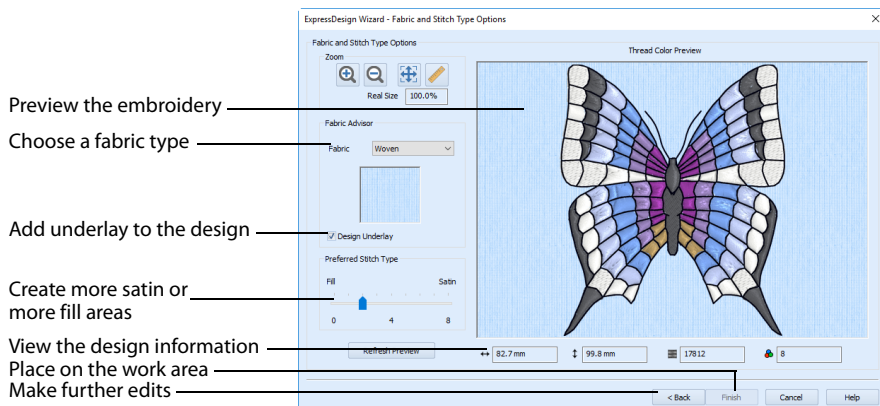 ExpressDesign Wizard - Fabric and Stitch Type Options
Fabric and Stitch Type Options
Zoom
Real Size 100.0%
Thread Color Preview
Preview the embroidery
Fabric Advisor
Choose a fabric type
Fabric Woven
Add underlay to the design
Design Underlay
Preferred Stitch Type
Fill Satin
Create more satin or
more fill areas
0 4 8
View the design information
Refresh Preview
82.7 mm 99.8 mm 17812 8
Place on the work area
Make further edits
< Back Finish Cancel Help